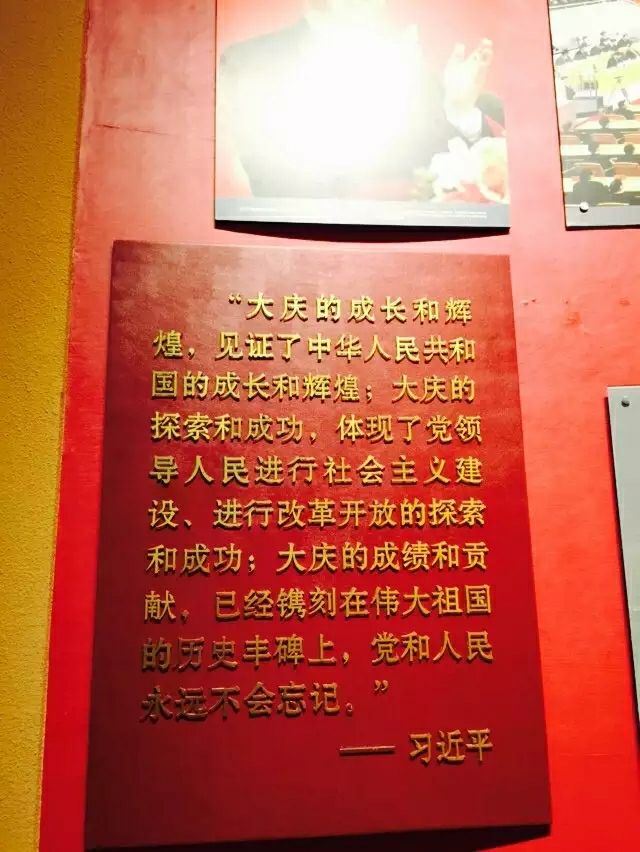 “大庆的成长和辉
煌，见证了中华人民共和
国的成长和辉煌；大庆的
探索和成功，体现了党领
导人民进行社会主义建
设、进行改革开放的探索
和成功；大庆的成绩和贡
献，已经镌刻在伟大祖国
的历史丰碑上，党和人民
永远不会忘记。”
—— 习近平